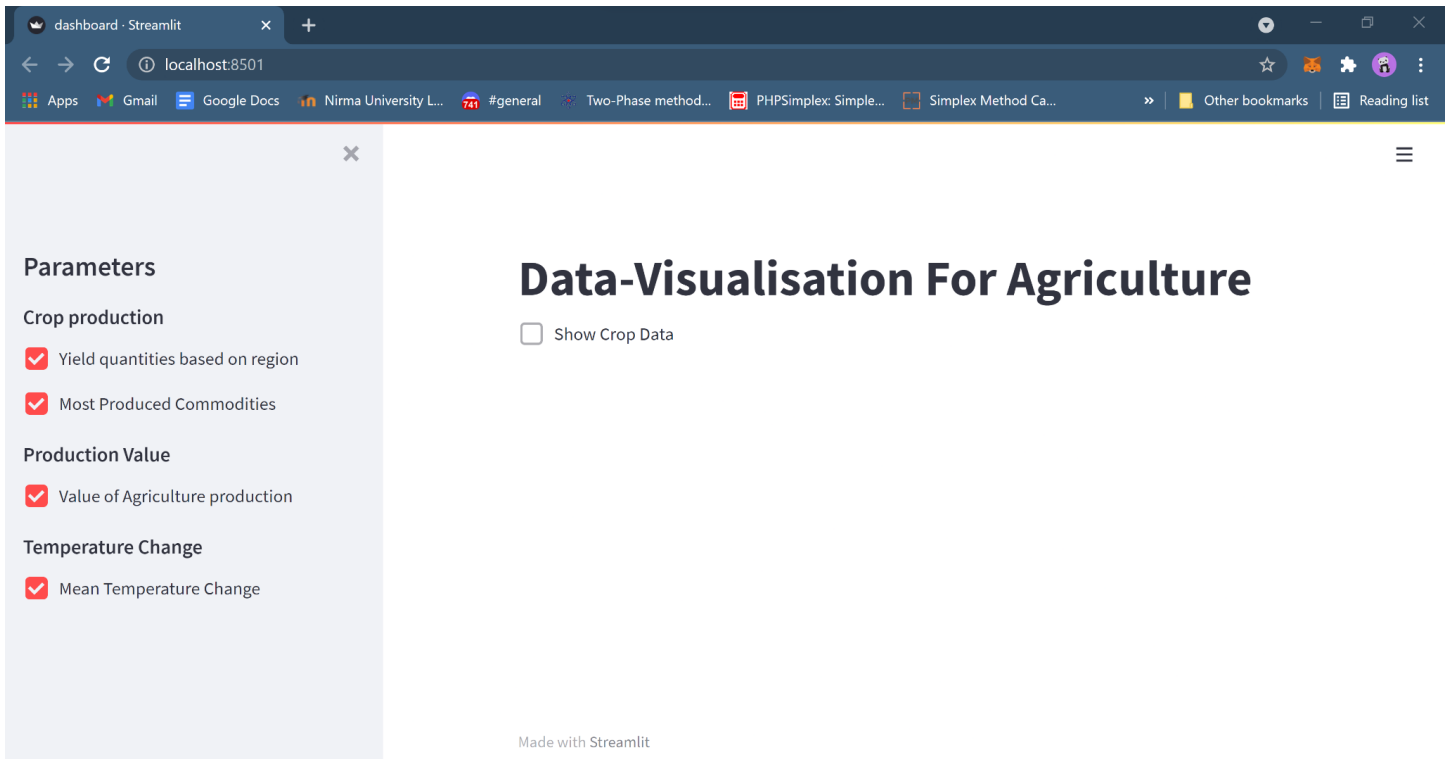 dashboard · Streamlit
localhost:8501
Apps Gmail Google Docs Nirma University L... 741 #general Two-Phase method... PHPSimplex: Simple... Simplex Method Ca... » Other bookmarks Reading list
Parameters
Crop production
Yield quantities based on region
Most Produced Commodities
Production Value
Value of Agriculture production
Temperature Change
Mean Temperature Change
Data-Visualisation For Agriculture
Show Crop Data
Made with Streamlit